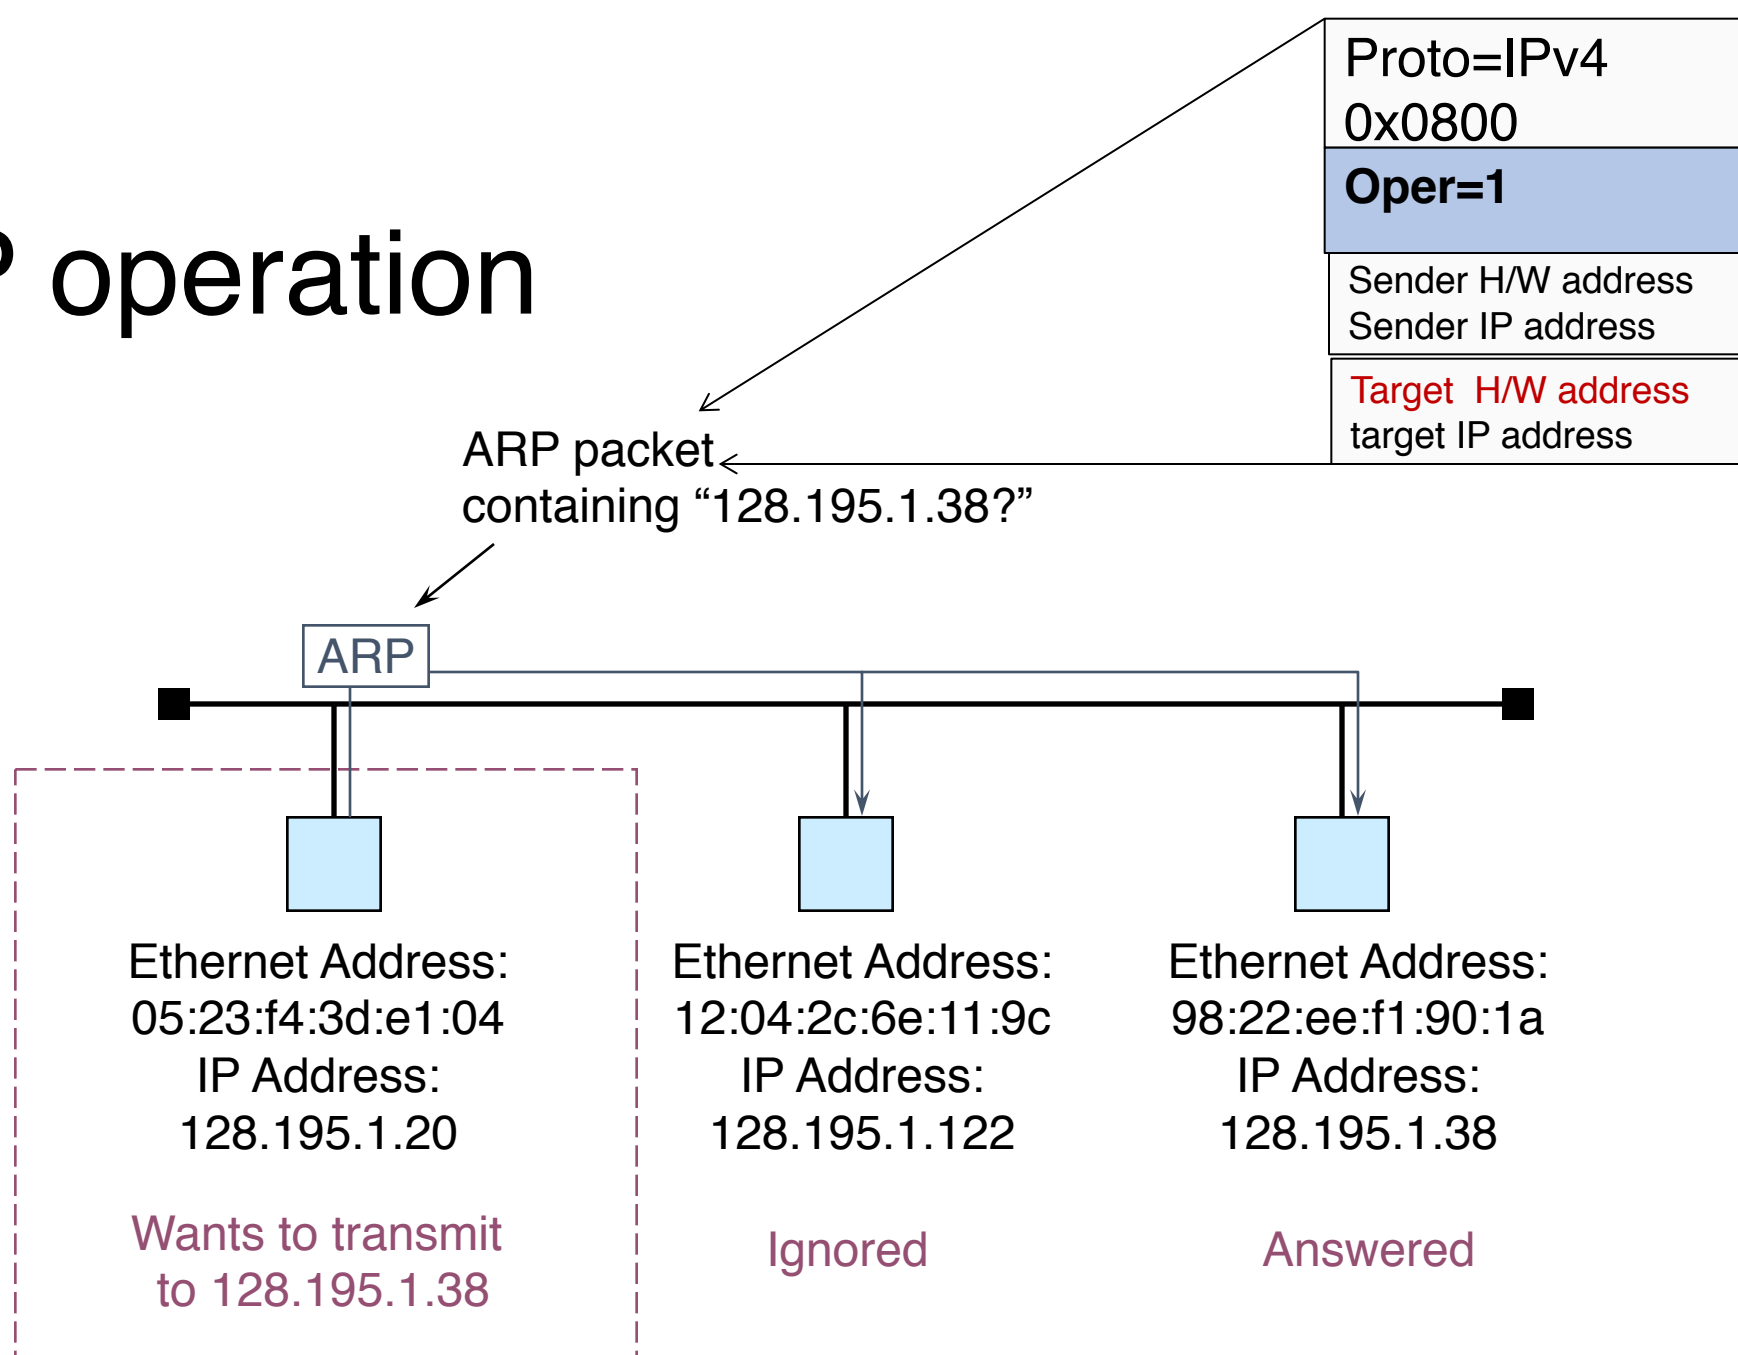 Proto=IPv4
0x0800
Oper=1
Sender H/W address
Sender IP address
Target H/W address
target IP address
P operation
ARP packet
containing “128.195.1.38?”
ARP
Ethernet Address:
05:23:f4:3d:e1:04
IP Address:
128.195.1.20
Wants to transmit
to 128.195.1.38
Ethernet Address:
12:04:2c:6e:11:9c
IP Address:
128.195.1.122
Ignored
Ethernet Address:
98:22:ee:f1:90:1a
IP Address:
128.195.1.38
Answered